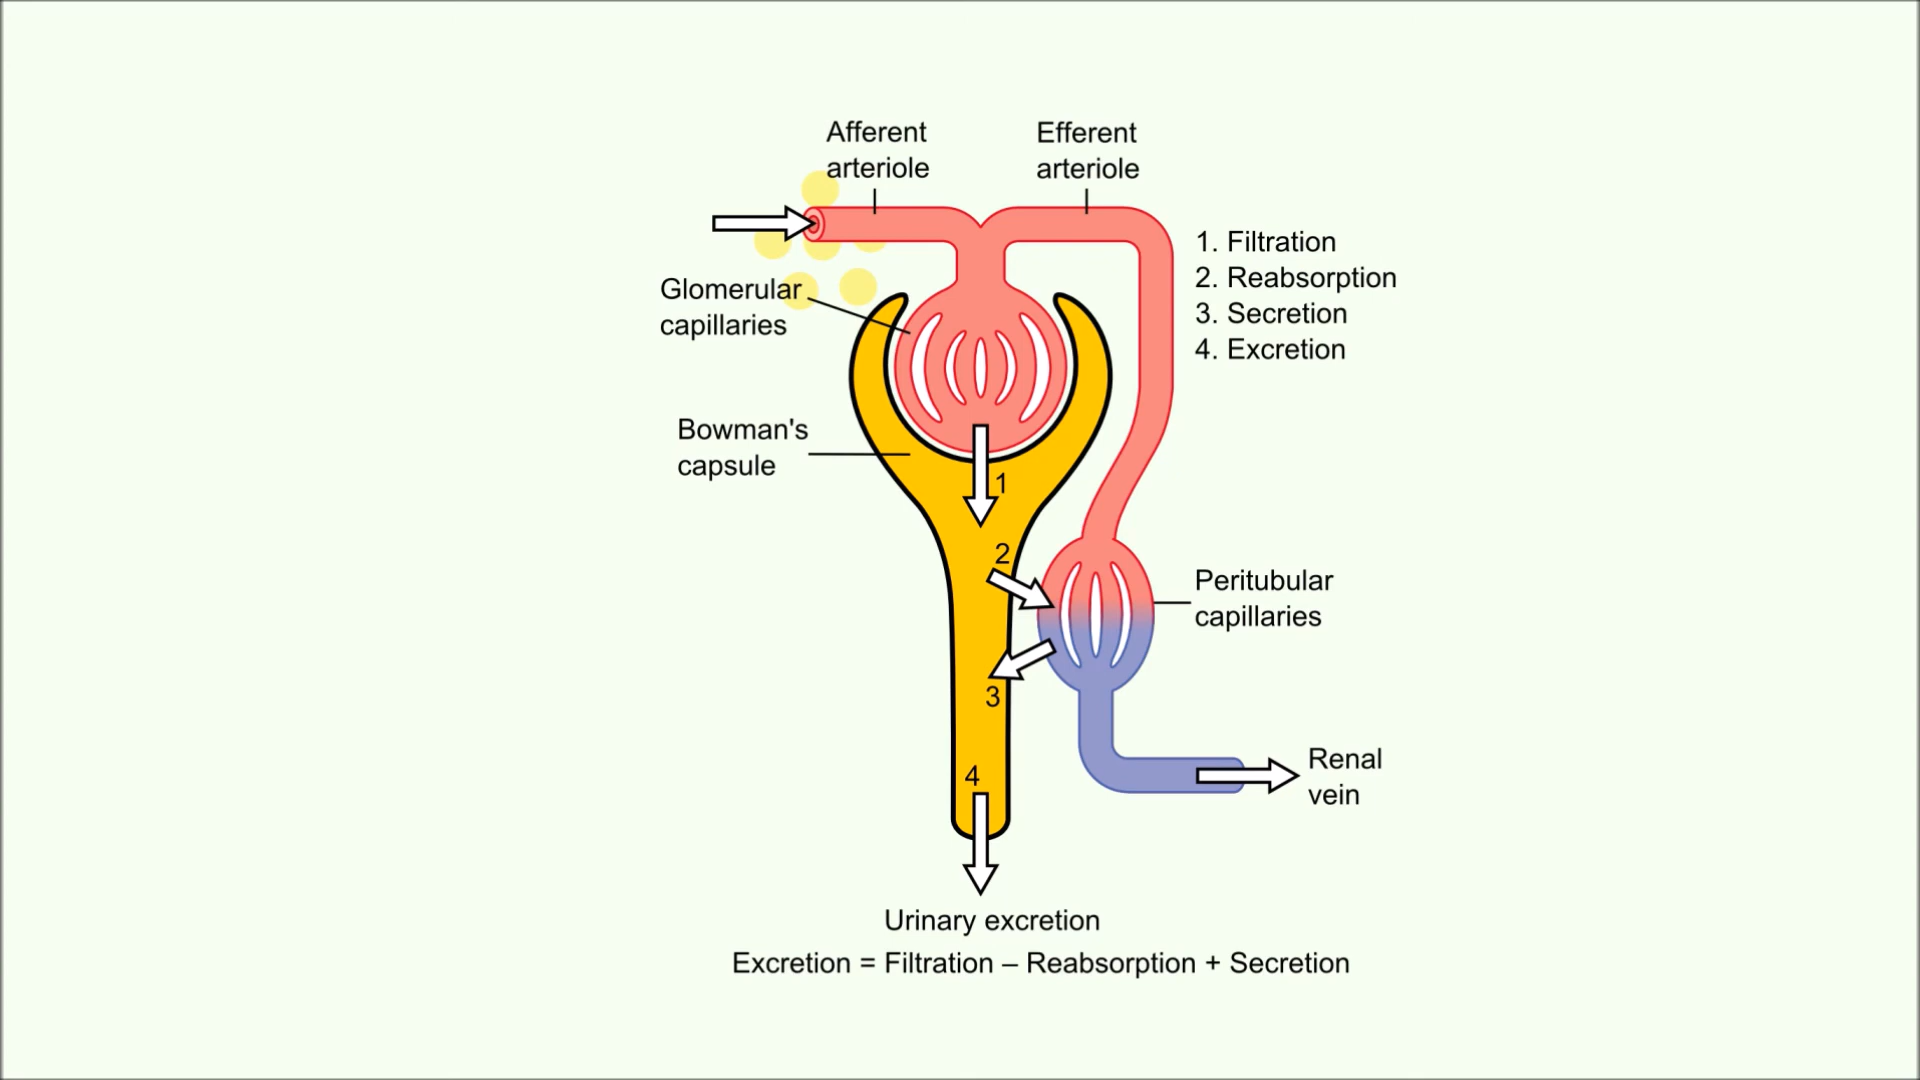 Afferent
arteriole
Efferent
arteriole
1. Filtration
2. Reabsorption
3. Secretion
4. Excretion
Glomerular
capillaries
Bowman's
capsule
1
2
Peritubular
capillaries
3
4
Renal
vein
Urinary excretion
Excretion = Filtration – Reabsorption + Secretion